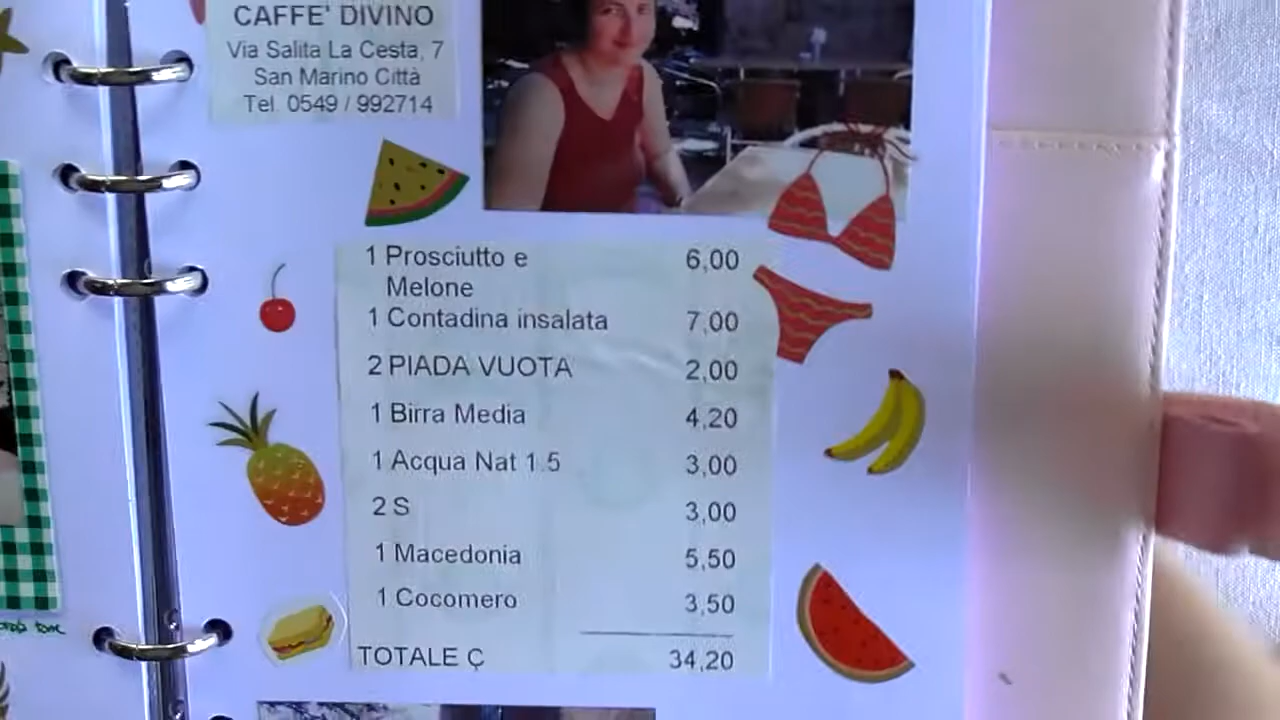 CAFFE' DIVINO
Via Salita La Cesta, 7
San Marino Città
Tel 0549 / 992714
1 Prosciutto e 6,00
Melone
1 Contadina insalata 7,00
2 PIADA VUOTA 2,00
1 Birra Media 4,20
1 Acqua Nat 1.5 3,00
2 S 3,00
1 Macedonia 5,50
1 Cocomero 3,50
TOTALE Ç 34,20